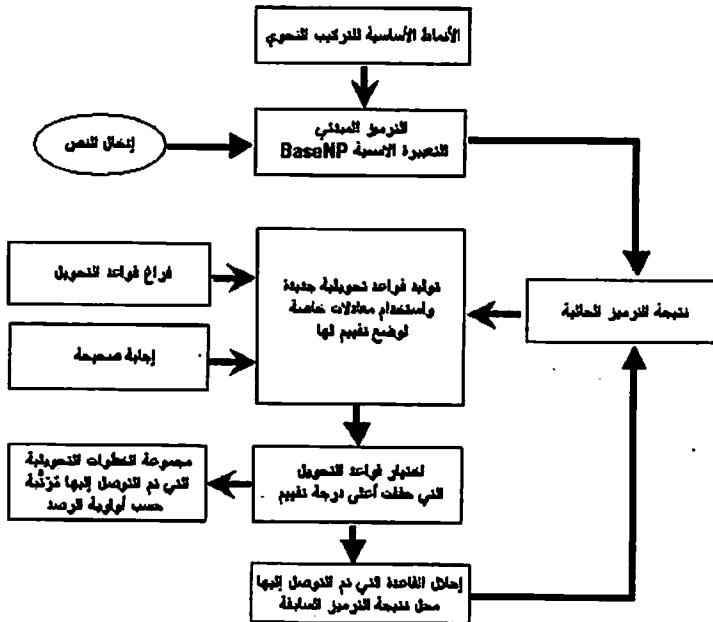 الأنماط الأساسية للتركيب النحوي
الترميز المبدئي
للتعبيرة الاسمية BaseNP
إدخال النص
فراغ قواعد التحويل
إجابة صحيحة
توليد قواعد تحويلية جديدة
واستخدام معادلات خاصة
لوضع تقييم لها
نتيجة الترميز الحالية
اختيار قواعد التحويل
التي حققت أعلى درجة تقييم
مجموعة الخطوات التحويلية
التي تم التوصل إليها مُرَتَّبة
حسب أولوية الرصد
إحلال القاعدة التي تم التوصل إليها
محل نتيجة الترميز السابقة